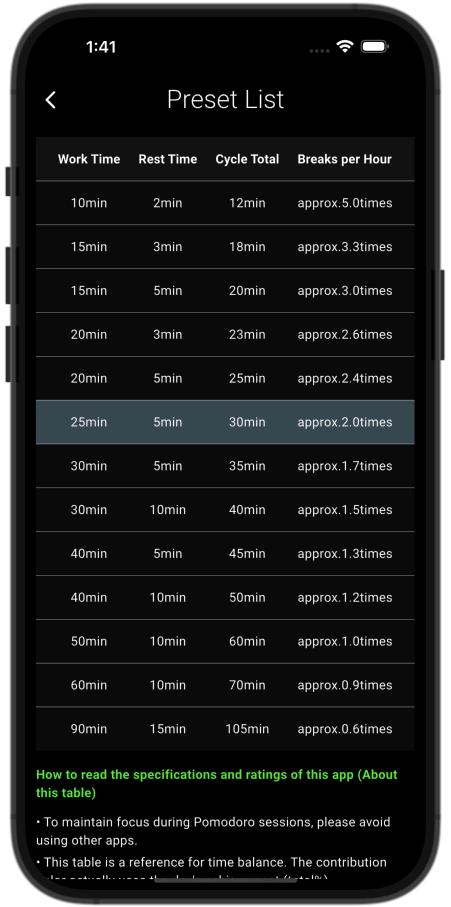 1:41
Preset List
Work Time Rest Time Cycle Total Breaks per Hour
10min 2min 12min approx.5.0times
15min 3min 18min approx.3.3times
15min 5min 20min approx.3.0times
20min 3min 23min approx.2.6times
20min 5min 25min approx.2.4times
25min 5min 30min approx.2.0times
30min 5min 35min approx.1.7times
30min 10min 40min approx.1.5times
40min 5min 45min approx.1.3times
40min 10min 50min approx.1.2times
50min 10min 60min approx.1.0times
60min 10min 70min approx.0.9times
90min 15min 105min approx.0.6times
How to read the specifications and ratings of this app (About
this table)
• To maintain focus during Pomodoro sessions, please avoid
using other apps.
• This table is a reference for time balance. The contribution